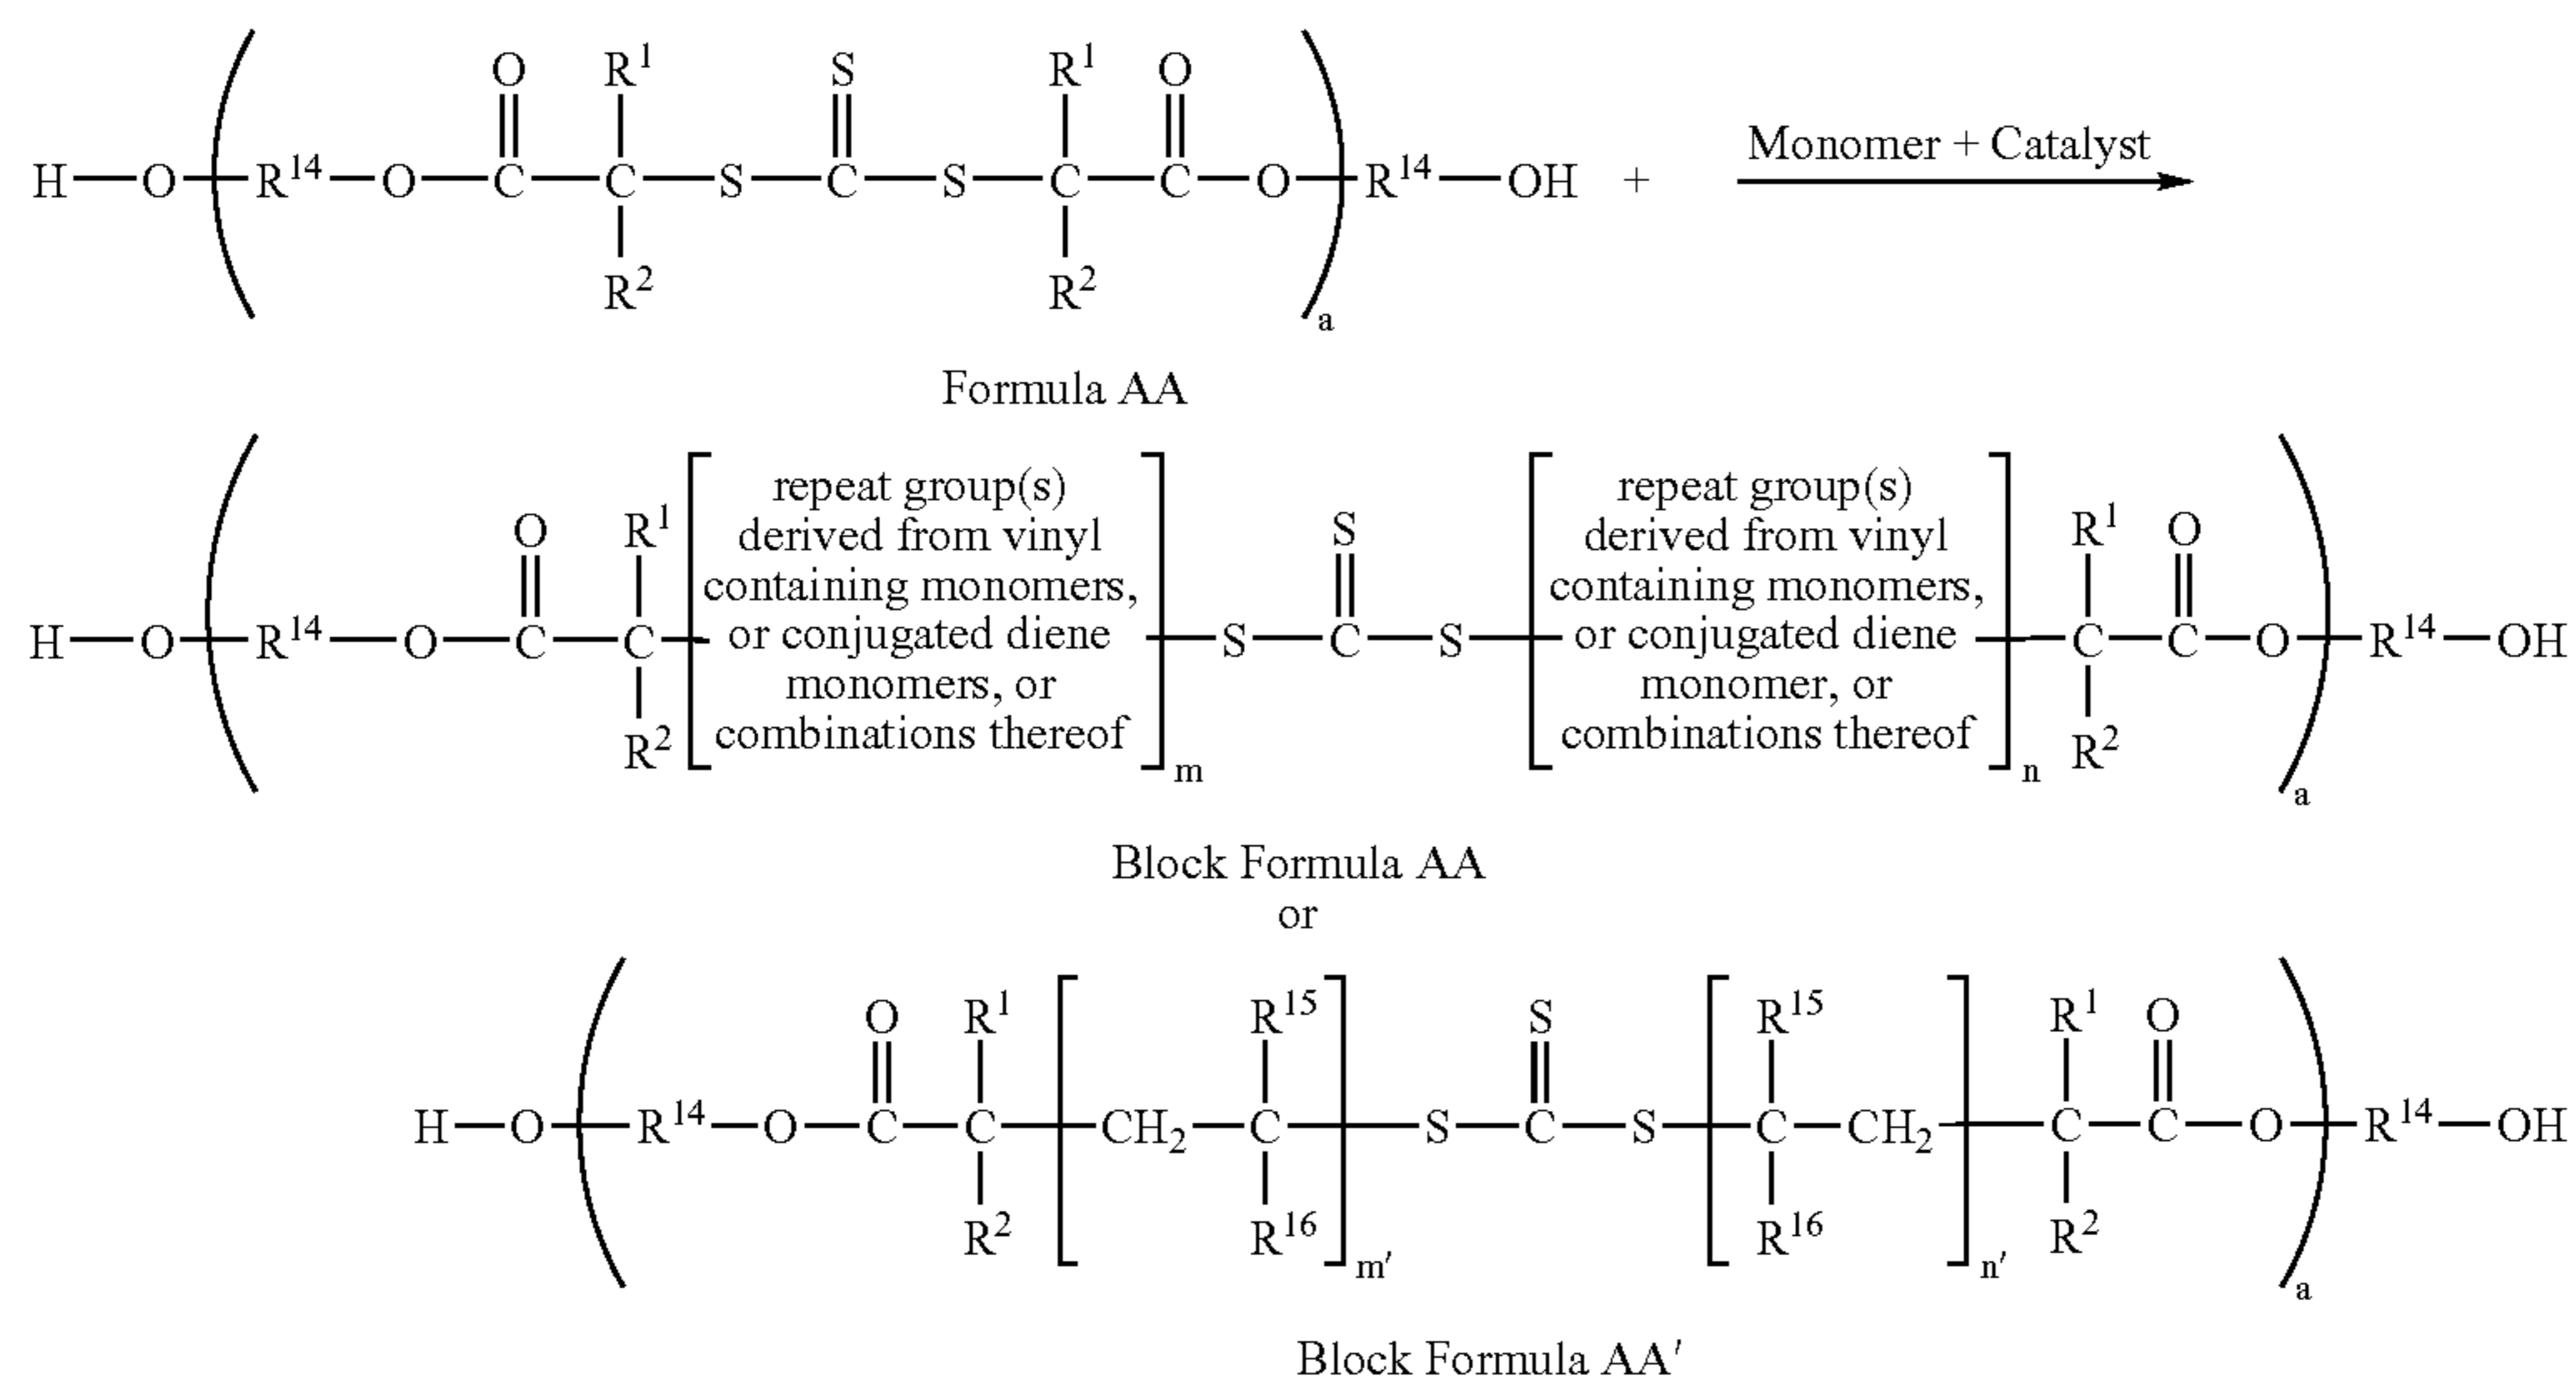 O R¹ S R¹ O
H—O—(R¹⁴—O—C—C—S—C—S—C—C—O)—R¹⁴—OH + Monomer + Catalyst
R² R² a
Formula AA
repeat group(s) repeat group(s)
O R¹ derived from vinyl S derived from vinyl R¹ O
containing monomers, containing monomers,
H—O—(R¹⁴—O—C—C—[or conjugated diene]—S—C—S—[or conjugated diene]—C—C—O)—R¹⁴—OH
monomers, or monomer, or
R² combinations thereof m combinations thereof n R² a
Block Formula AA
or
O R¹ R¹⁵ S R¹⁵ R¹ O
H—O—(R¹⁴—O—C—C—[CH₂—C]—S—C—S—[C—CH₂]—C—C—O)—R¹⁴—OH
R² R¹⁶ m′ R¹⁶ n′ R² a
Block Formula AA′